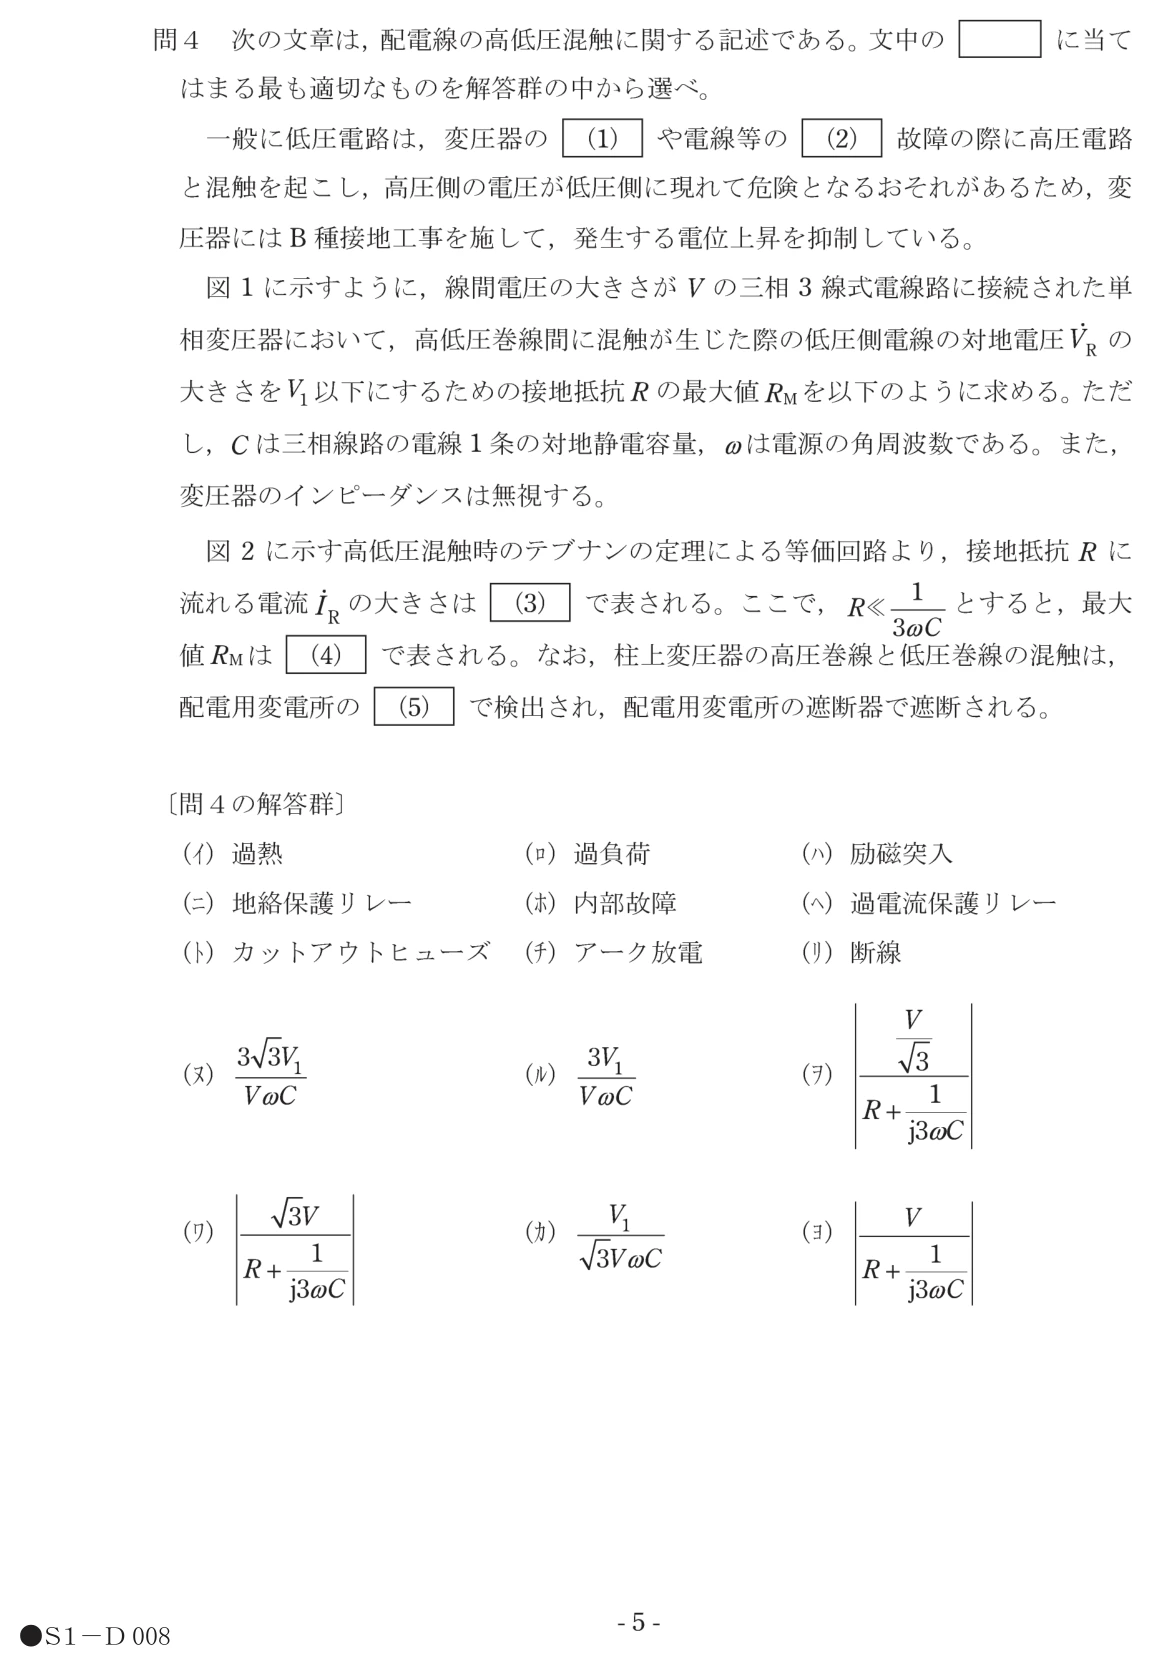 問４　次の文章は，配電線の高低圧混触に関する記述である。文中の　　　に当て
はまる最も適切なものを解答群の中から選べ。
一般に低圧電路は，変圧器の (1) や電線等の (2) 故障の際に高圧電路
と混触を起こし，高圧側の電圧が低圧側に現れて危険となるおそれがあるため，変
圧器には B 種接地工事を施して，発生する電位上昇を抑制している。
図 1 に示すように，線間電圧の大きさが V の三相 3 線式電線路に接続された単
相変圧器において，高低圧巻線間に混触が生じた際の低圧側電線の対地電圧 V̇_R の
大きさを V_1 以下にするための接地抵抗 R の最大値 R_M を以下のように求める。ただ
し，C は三相線路の電線 1 条の対地静電容量，ω は電源の角周波数である。また，
変圧器のインピーダンスは無視する。
図 2 に示す高低圧混触時のテブナンの定理による等価回路より，接地抵抗 R に
流れる電流 İ_R の大きさは (3) で表される。ここで，R≪1/(3ωC) とすると，最大
値 R_M は (4) で表される。なお，柱上変圧器の高圧巻線と低圧巻線の混触は，
配電用変電所の (5) で検出され，配電用変電所の遮断器で遮断される。
〔問４の解答群〕
(ｲ) 過熱　(ﾛ) 過負荷　(ﾊ) 励磁突入
(ﾆ) 地絡保護リレー　(ﾎ) 内部故障　(ﾍ) 過電流保護リレー
(ﾄ) カットアウトヒューズ　(ﾁ) アーク放電　(ﾘ) 断線
(ﾇ) 3√3V_1/(VωC)　(ﾙ) 3V_1/(VωC)　(ｦ) |(V/√3)/(R+1/(j3ωC))|
(ﾜ) |√3V/(R+1/(j3ωC))|　(ｶ) V_1/(√3VωC)　(ﾖ) |V/(R+1/(j3ωC))|
- 5 -
●S1－D 008